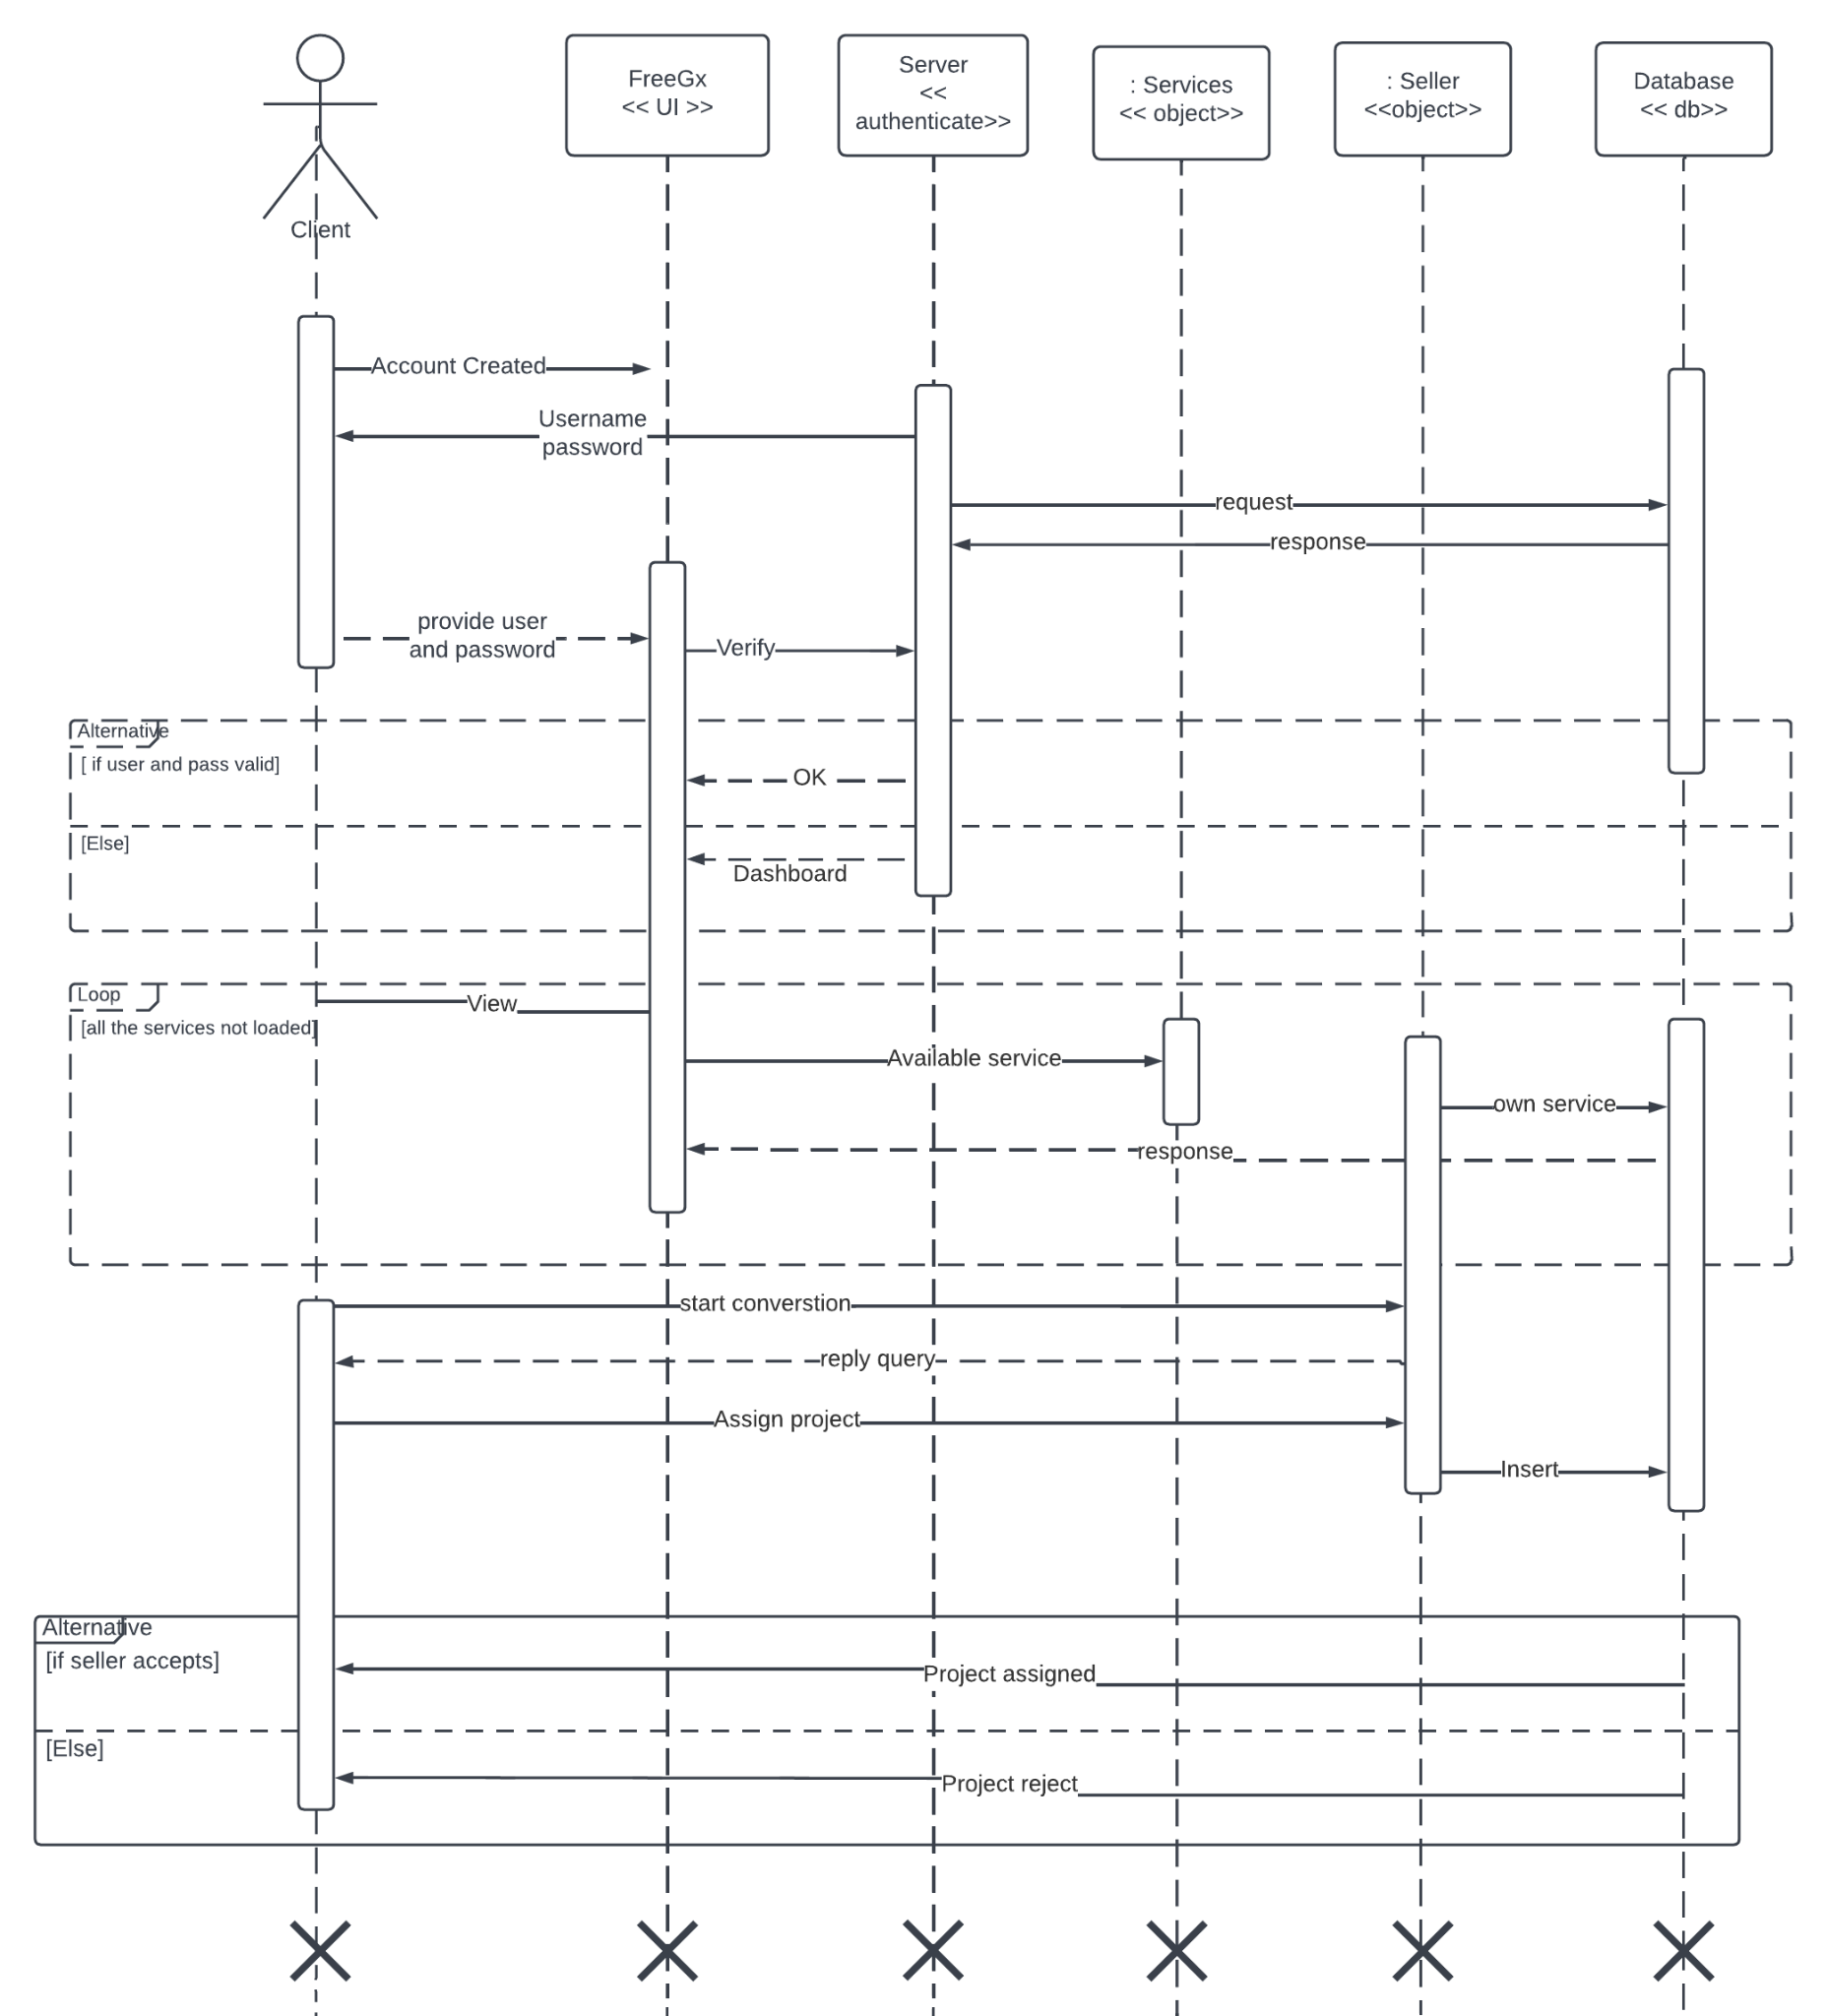 Client
FreeGx
<< UI >>
Server
<<
authenticate>>
: Services
<< object>>
: Seller
<<object>>
Database
<< db>>
Account Created
Username
password
request
response
provide user
and password
Verify
Alternative
[ if user and pass valid]
OK
[Else]
Dashboard
Loop
View
[all the services not loaded]
Available service
own service
response
start converstion
reply query
Assign project
Insert
Alternative
[if seller accepts]
Project assigned
[Else]
Project reject